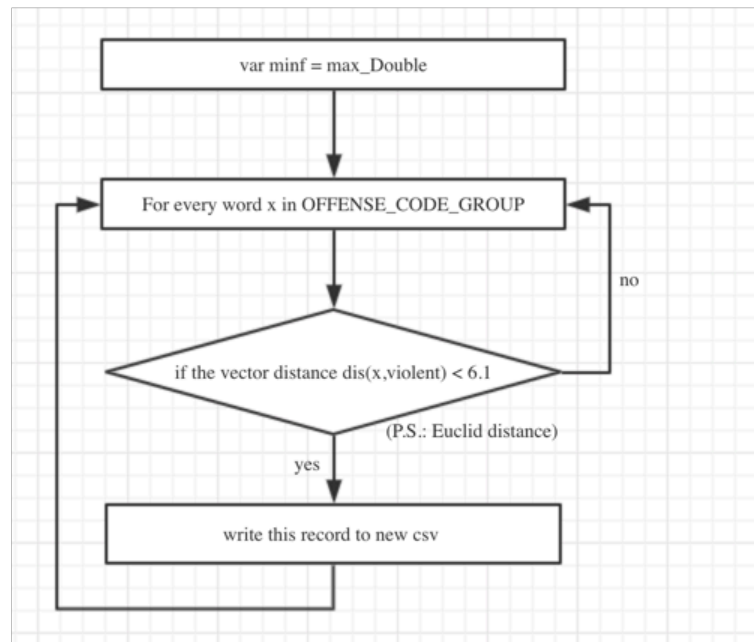 var minf = max_Double
For every word x in OFFENSE_CODE_GROUP
no
if the vector distance dis(x,violent) < 6.1
(P.S.: Euclid distance)
yes
write this record to new csv